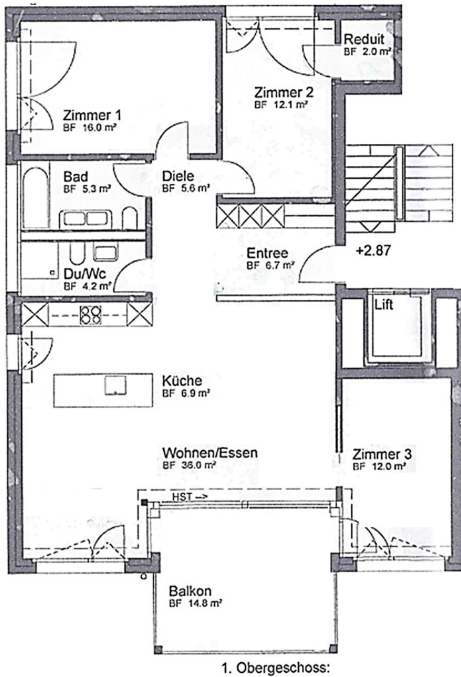 Reduit
BF 2.0 m²
Zimmer 2
BF 12.1 m²
Zimmer 1
BF 16.0 m²
Bad
BF 5.3 m²
Diele
BF 5.6 m²
Entree
BF 6.7 m²
+2.87
Du/Wc
BF 4.2 m²
Lift
Küche
BF 6.9 m²
Wohnen/Essen
BF 36.0 m²
Zimmer 3
BF 12.0 m²
HST -->
Balkon
BF 14.8 m²
1. Obergeschoss: